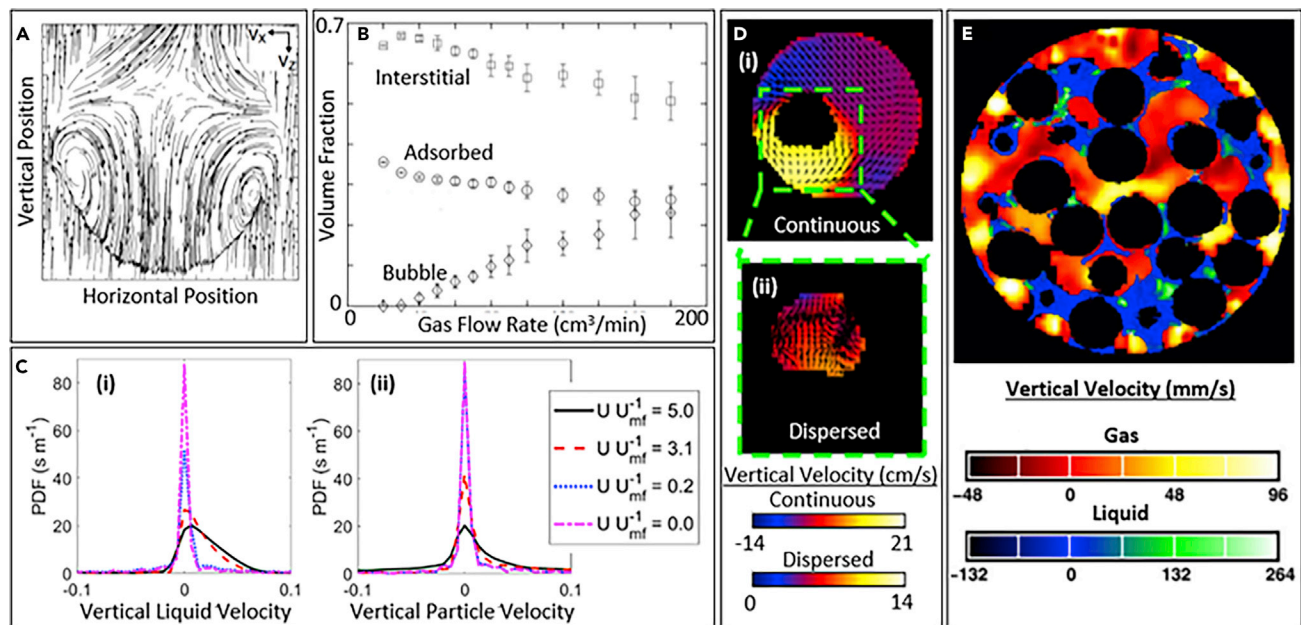 A
Vx
Vz
Vertical Position
Horizontal Position
B
0.7
Volume Fraction
Interstitial
Adsorbed
Bubble
0
0
Gas Flow Rate (cm³/min)
200
C
(i)
PDF (s m⁻¹)
80
60
40
20
0
-0.1
0
0.1
Vertical Liquid Velocity
(ii)
PDF (s m⁻¹)
80
60
40
20
0
-0.1
0
0.1
Vertical Particle Velocity
U U⁻¹mf = 5.0
U U⁻¹mf = 3.1
U U⁻¹mf = 0.2
U U⁻¹mf = 0.0
D
(i)
Continuous
(ii)
Dispersed
Vertical Velocity (cm/s)
Continuous
-14 21
Dispersed
0 14
E
Vertical Velocity (mm/s)
Gas
-48 0 48 96
Liquid
-132 0 132 264